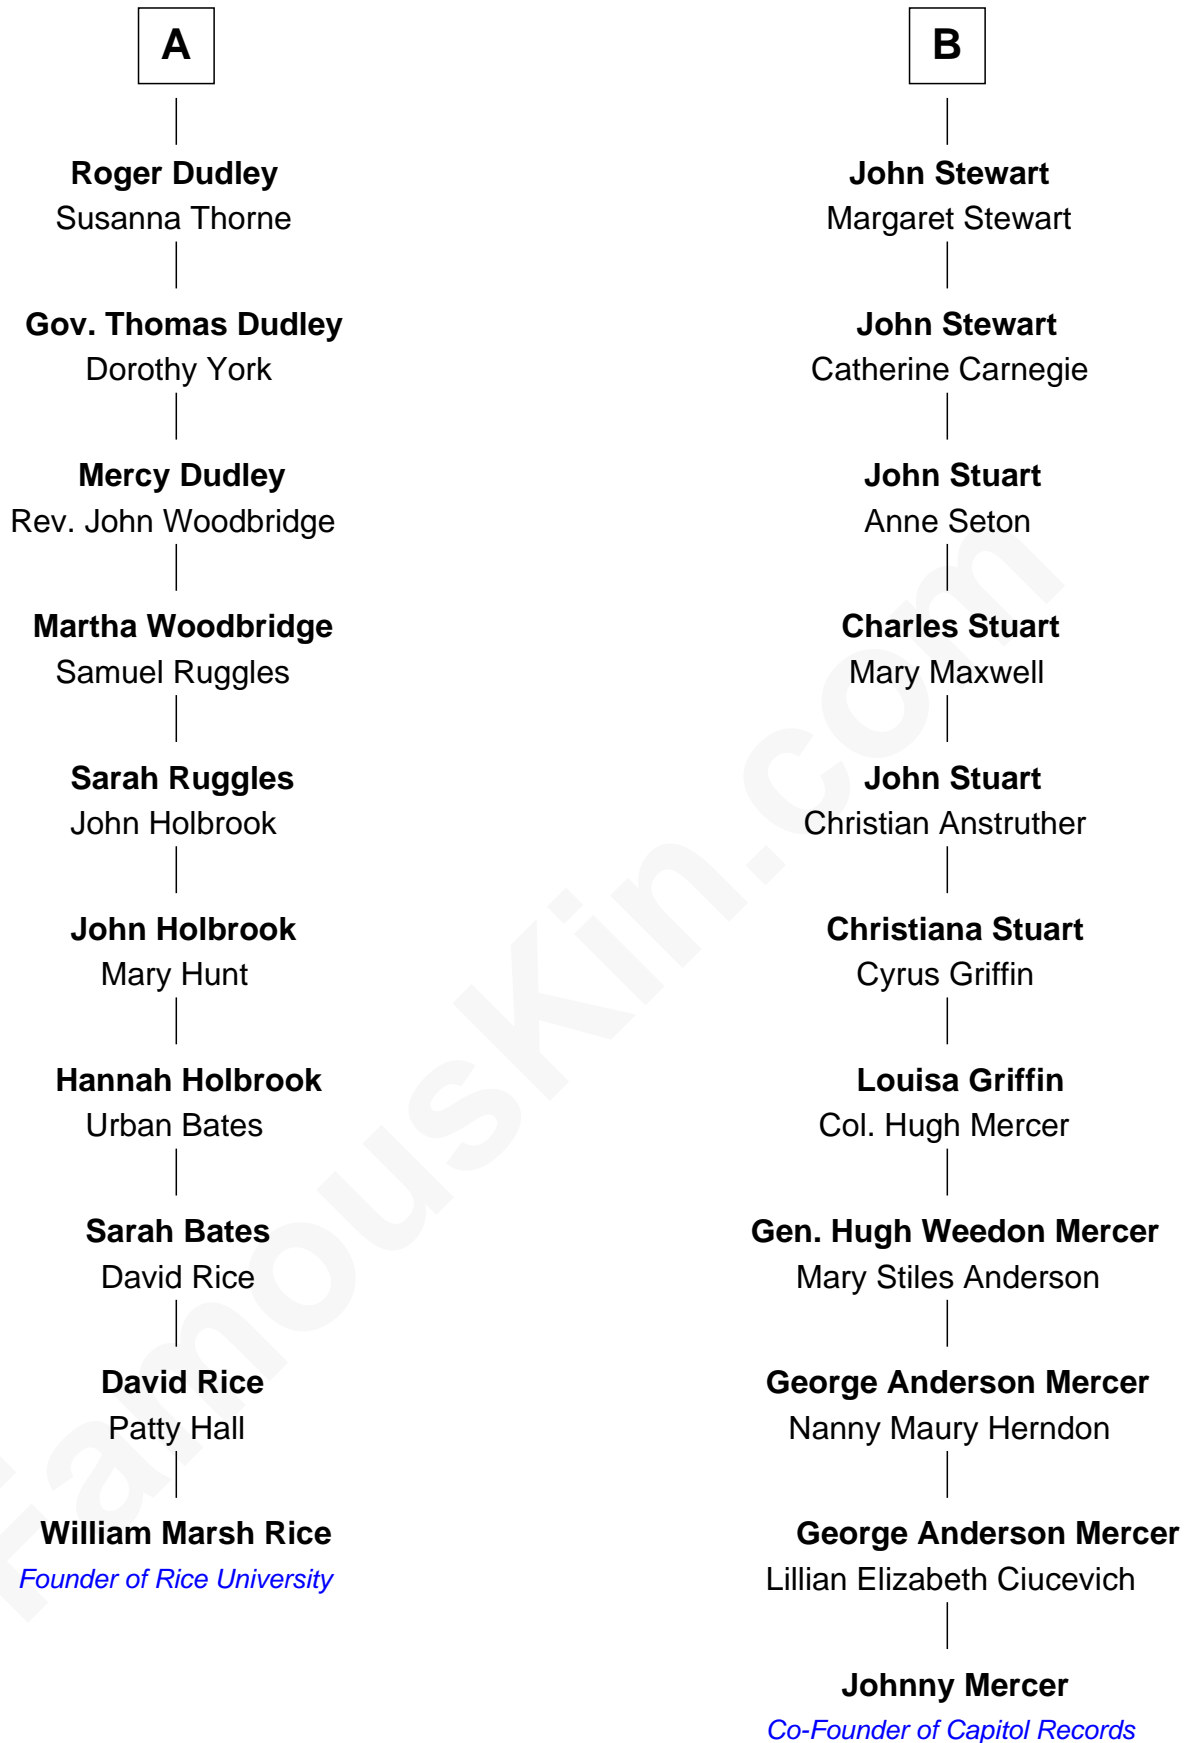 A
Roger Dudley
Susanna Thorne
Gov. Thomas Dudley
Dorothy York
Mercy Dudley
Rev. John Woodbridge
Martha Woodbridge
Samuel Ruggles
Sarah Ruggles
John Holbrook
John Holbrook
Mary Hunt
Hannah Holbrook
Urban Bates
Sarah Bates
David Rice
David Rice
Patty Hall
William Marsh Rice
Founder of Rice University
B
John Stewart
Margaret Stewart
John Stewart
Catherine Carnegie
John Stuart
Anne Seton
Charles Stuart
Mary Maxwell
John Stuart
Christian Anstruther
Christiana Stuart
Cyrus Griffin
Louisa Griffin
Col. Hugh Mercer
Gen. Hugh Weedon Mercer
Mary Stiles Anderson
George Anderson Mercer
Nanny Maury Herndon
George Anderson Mercer
Lillian Elizabeth Ciucevich
Johnny Mercer
Co-Founder of Capitol Records
FamousKin.com